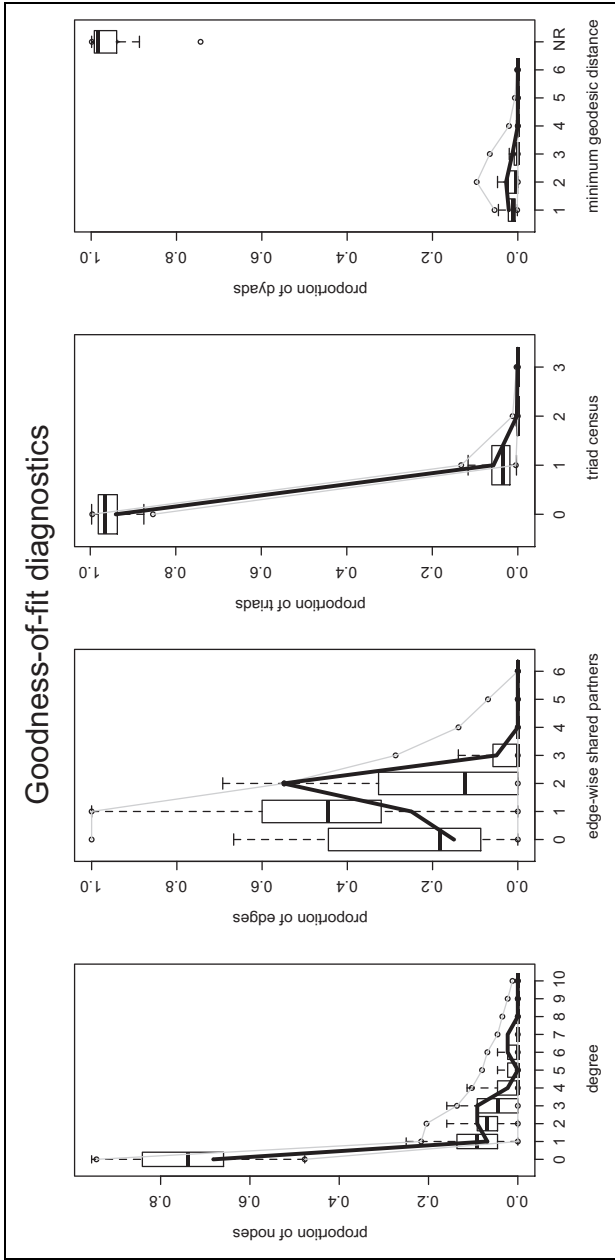 Goodness-of-fit diagnostics
proportion of nodes
0.0 0.2 0.4 0.6 0.8
0 1 2 3 4 5 6 7 8 9 10
degree
proportion of edges
0.0 0.2 0.4 0.6 0.8 1.0
0 1 2 3 4 5 6
edge-wise shared partners
proportion of triads
0.0 0.2 0.4 0.6 0.8 1.0
0 1 2 3
triad census
proportion of dyads
0.0 0.2 0.4 0.6 0.8 1.0
1 2 3 4 5 6 NR
minimum geodesic distance